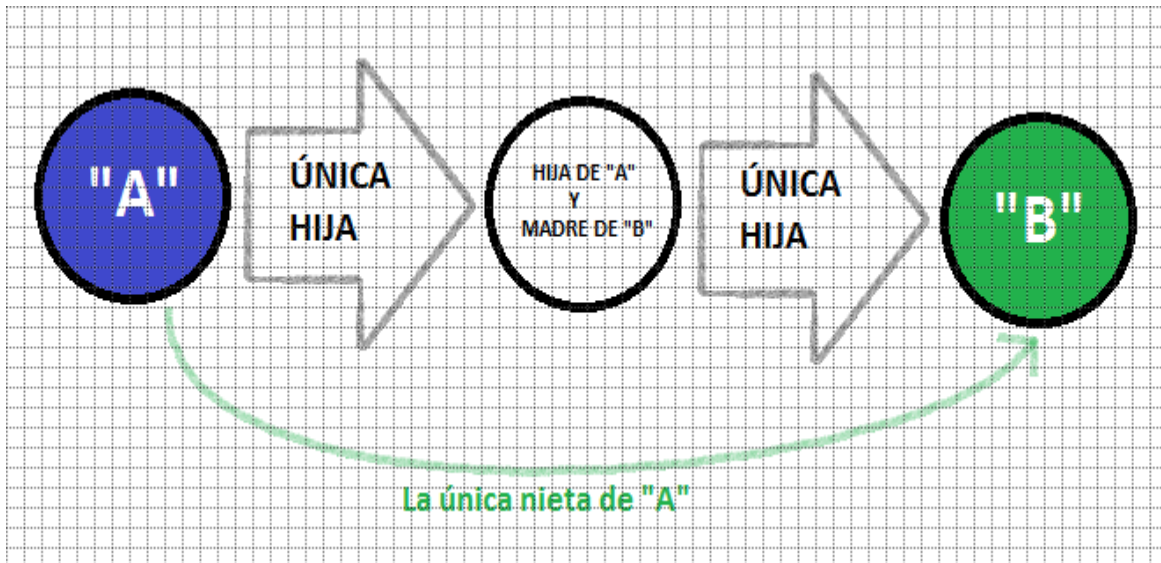 "A"
ÚNICA
HIJA
HIJA DE "A"
Y
MADRE DE "B"
ÚNICA
HIJA
"B"
La única nieta de "A"